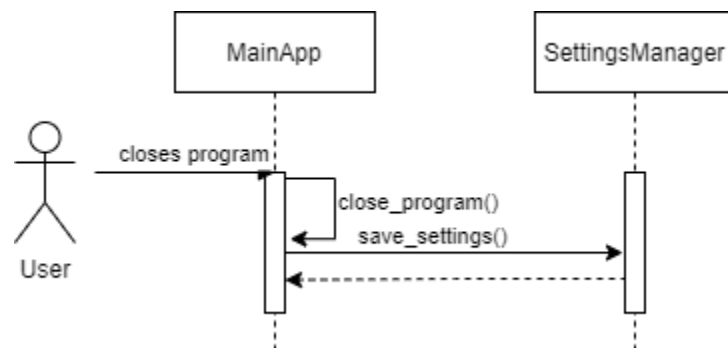 MainApp
SettingsManager
closes program
close_program()
save_settings()
User